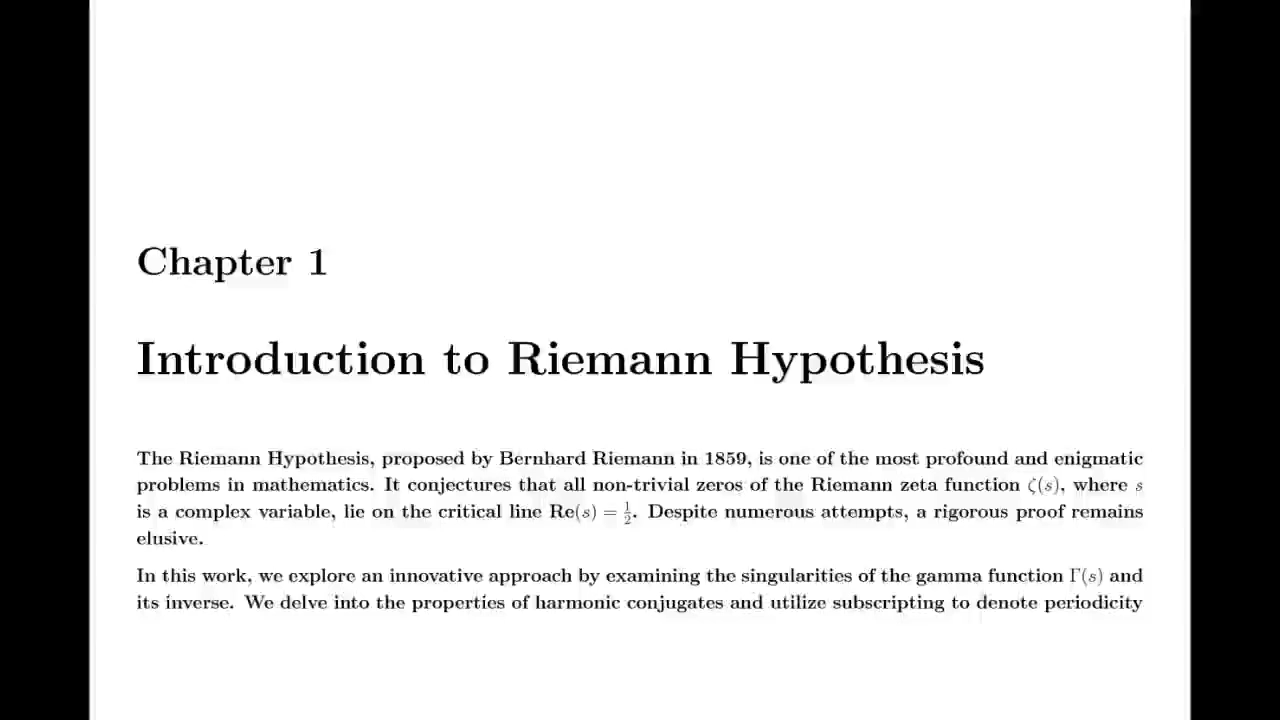 Chapter 1
Introduction to Riemann Hypothesis
The Riemann Hypothesis, proposed by Bernhard Riemann in 1859, is one of the most profound and enigmatic
problems in mathematics. It conjectures that all non-trivial zeros of the Riemann zeta function ζ(s), where s
is a complex variable, lie on the critical line Re(s) = 1/2. Despite numerous attempts, a rigorous proof remains
elusive.
In this work, we explore an innovative approach by examining the singularities of the gamma function Γ(s) and
its inverse. We delve into the properties of harmonic conjugates and utilize subscripting to denote periodicity